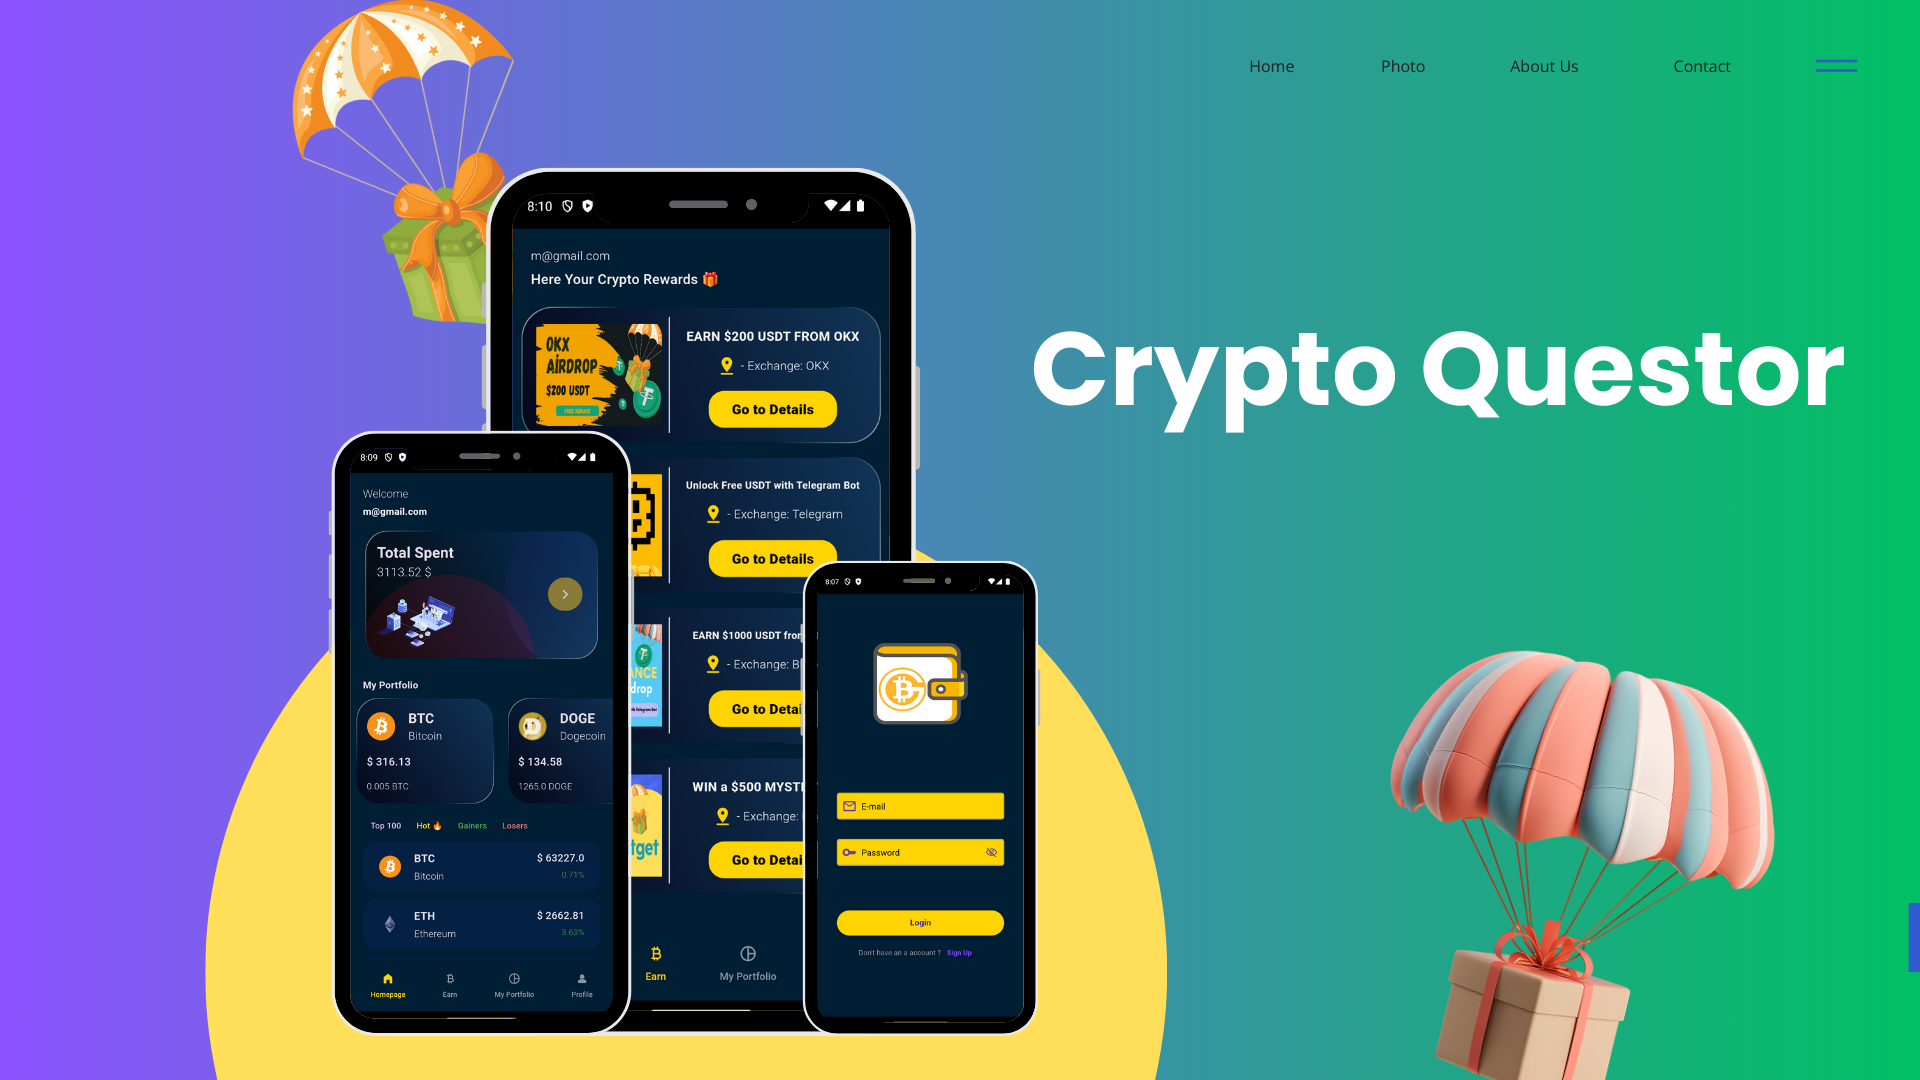 Home Photo About Us Contact
Crypto Questor
8:10
m@gmail.com
Here Your Crypto Rewards 🎁
OKX
AIRDROP
$200 USDT
FREE REWARD
EARN $200 USDT FROM OKX
- Exchange: OKX
Go to Details
Unlock Free USDT with Telegram Bot
- Exchange: Telegram
Go to Details
EARN $1000 USDT
- Exchange:
Go to
WIN a $500
- Exchange:
Go to
Earn
My Portfolio
8:09
Welcome
m@gmail.com
Total Spent
3113.52 $
My Portfolio
BTC
Bitcoin
$ 316.13
0.005 BTC
DOGE
Dogecoin
$ 134.58
1265.0 DOGE
Top 100 Hot 🔥 Gainers Losers
BTC $ 63227.0
Bitcoin 0.71%
ETH $ 2662.81
Ethereum 3.63%
Homepage Earn My Portfolio Profile
8:07
E-mail
Password
Login
Don't have an a account ? Sign Up